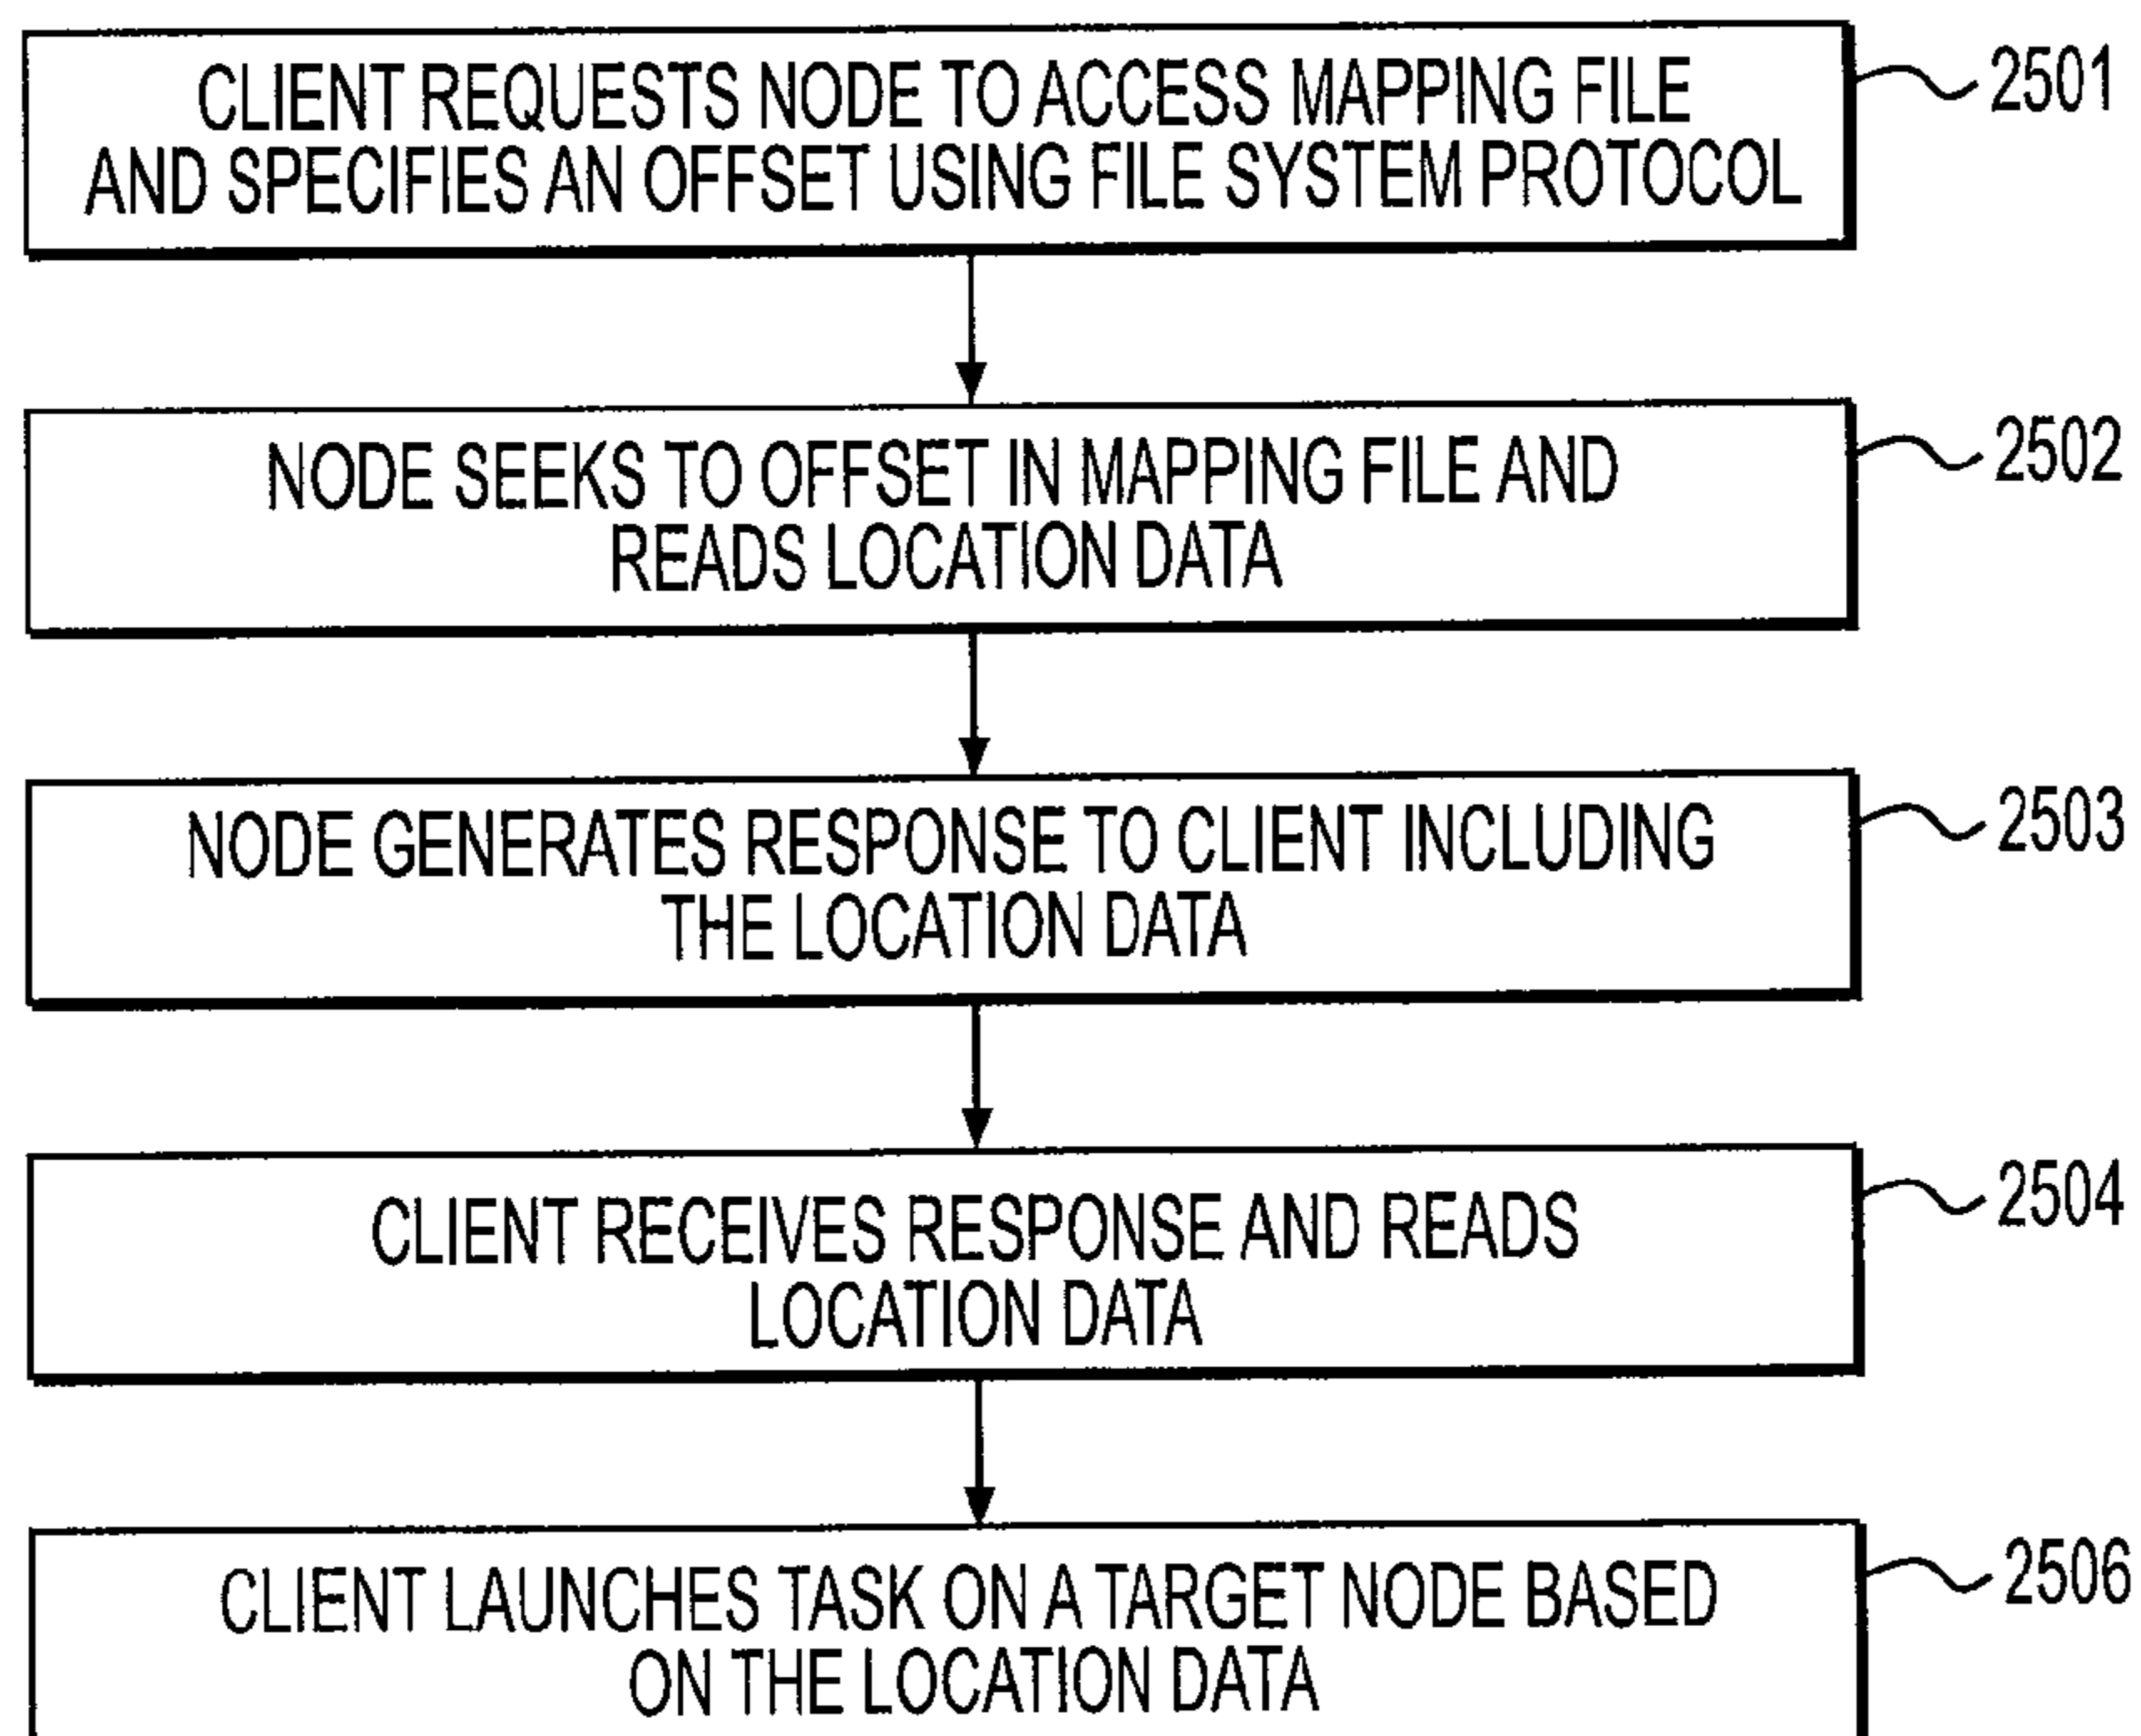 CLIENT REQUESTS NODE TO ACCESS MAPPING FILE
AND SPECIFIES AN OFFSET USING FILE SYSTEM PROTOCOL
2501
NODE SEEKS TO OFFSET IN MAPPING FILE AND
READS LOCATION DATA
2502
NODE GENERATES RESPONSE TO CLIENT INCLUDING
THE LOCATION DATA
2503
CLIENT RECEIVES RESPONSE AND READS
LOCATION DATA
2504
CLIENT LAUNCHES TASK ON A TARGET NODE BASED
ON THE LOCATION DATA
2506